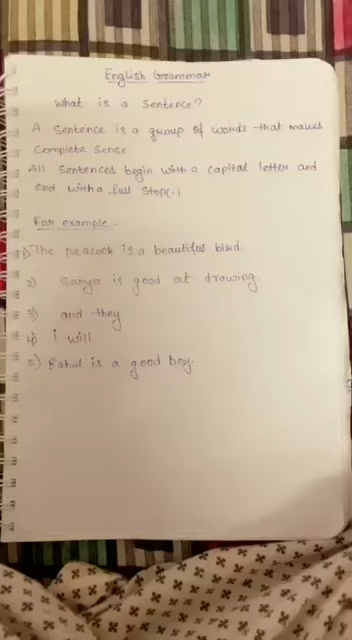 English Grammar
What is a Sentence?
A Sentence is a group of words that makes
Complete Sense
All Sentences begin with a capital letter and
end with a full Stop(.)
For example..
1) The peacock is a beautiful bird.
2) Sanya is good at drawing.
3) and they
4) i will
5) Rahul is a good boy.